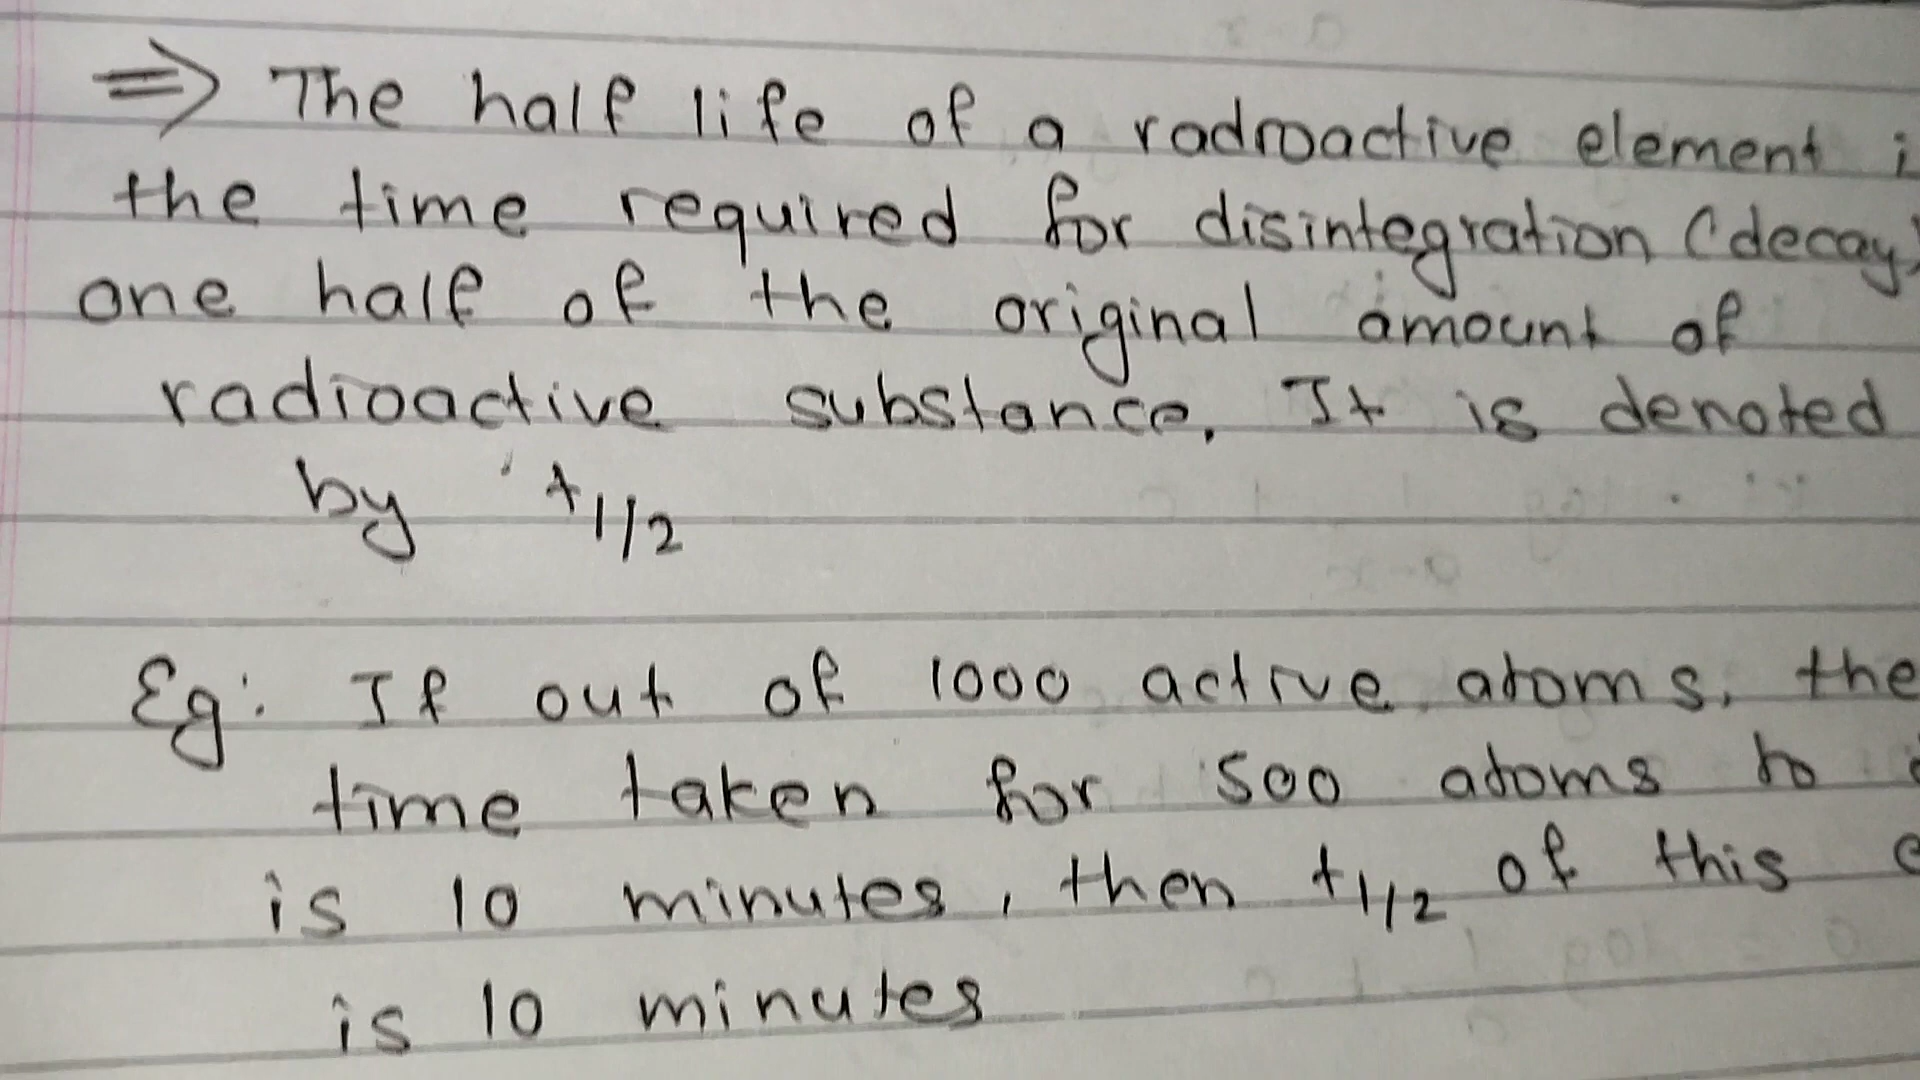 ⇒ The half life of a radioactive element
the time required for disintegration (decay)
one half of the original amount of
radioactive substance. It is denoted
by t1/2
Eg: If out of 1000 active atoms, the
time taken for 500 atoms to
is 10 minutes, then t1/2 of this
is 10 minutes